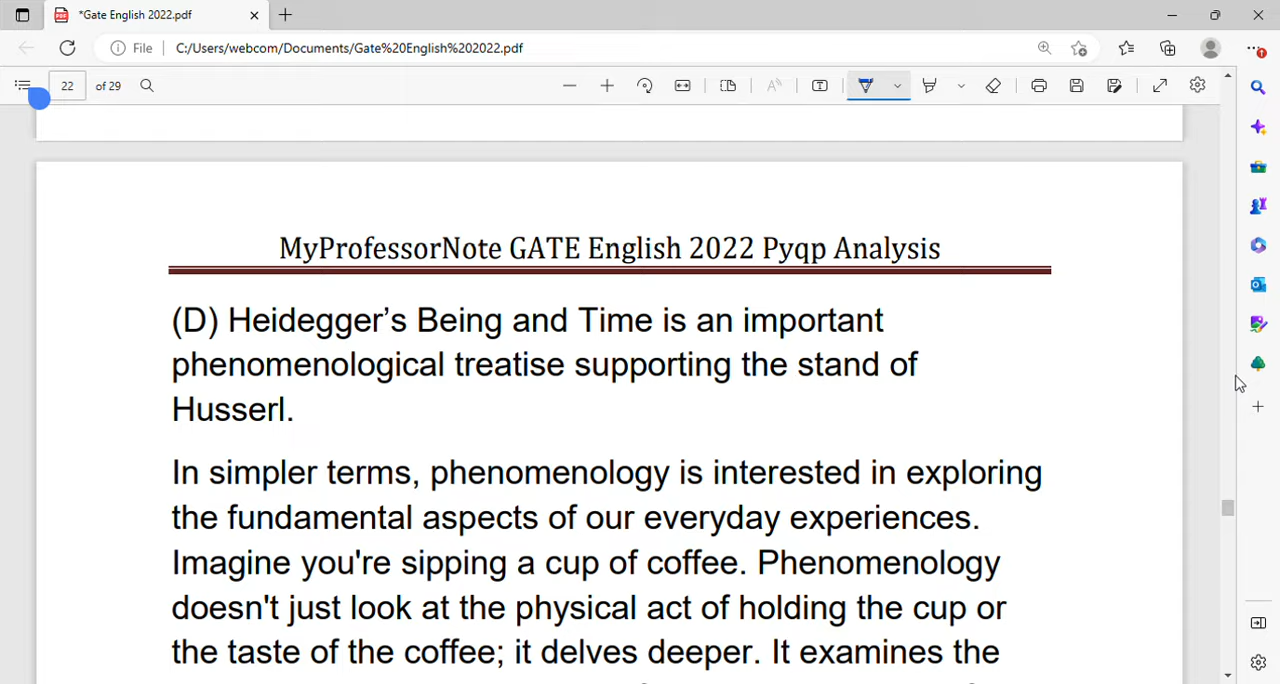 *Gate English 2022.pdf
File
C:/Users/webcom/Documents/Gate%20English%202022.pdf
22 of 29
MyProfessorNote GATE English 2022 Pyqp Analysis
(D) Heidegger’s Being and Time is an important
phenomenological treatise supporting the stand of
Husserl.
In simpler terms, phenomenology is interested in exploring
the fundamental aspects of our everyday experiences.
Imagine you're sipping a cup of coffee. Phenomenology
doesn't just look at the physical act of holding the cup or
the taste of the coffee; it delves deeper. It examines the